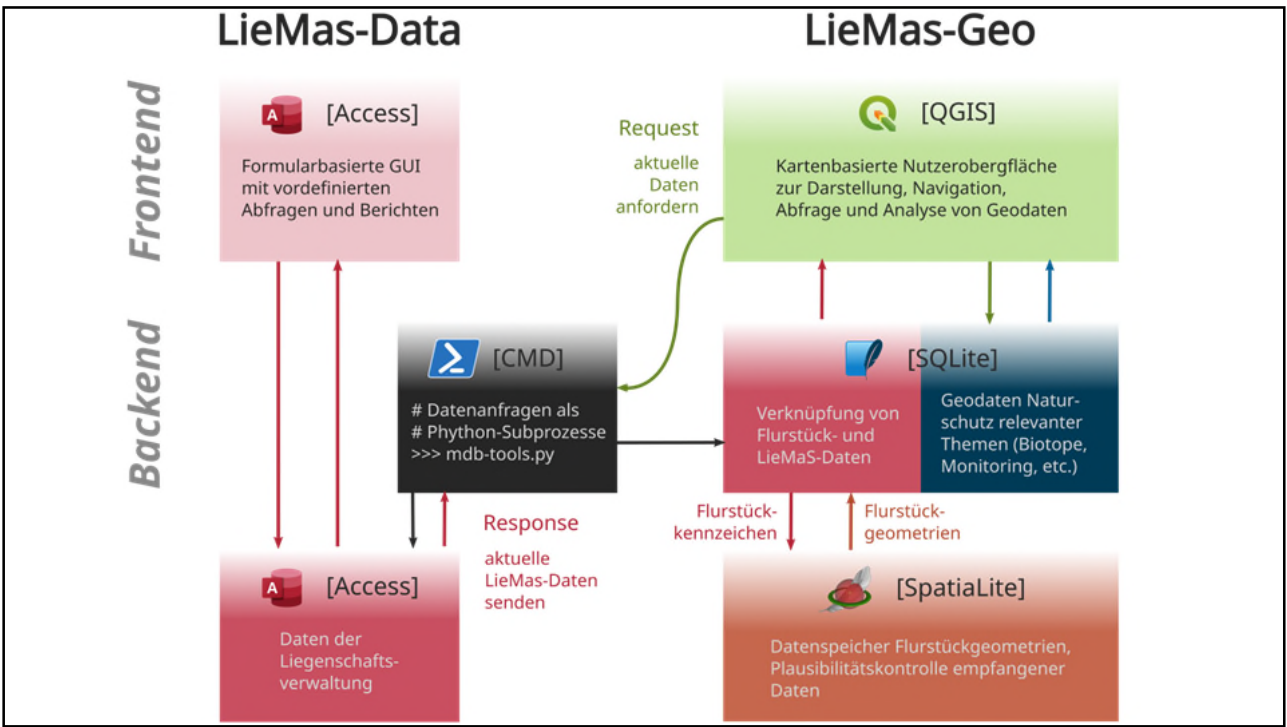 LieMas-Data
LieMas-Geo
Frontend
Backend
A
[Access]
Formularbasierte GUI
mit vordefinierten
Abfragen und Berichten
Request
aktuelle
Daten
anfordern
[QGIS]
Kartenbasierte Nutzerobergfläche
zur Darstellung, Navigation,
Abfrage und Analyse von Geodaten
[CMD]
# Datenanfragen als
# Phython-Subprozesse
>>> mdb-tools.py
[SQLite]
Verknüpfung von
Flurstück- und
LieMaS-Daten
Geodaten Natur-
schutz relevanter
Themen (Biotope,
Monitoring, etc.)
Response
aktuelle
LieMas-Daten
senden
Flurstück-
kennzeichen
Flurstück-
geometrien
A
[Access]
Daten der
Liegenschafts-
verwaltung
[SpatiaLite]
Datenspeicher Flurstückgeometrien,
Plausibilitätskontrolle empfangener
Daten